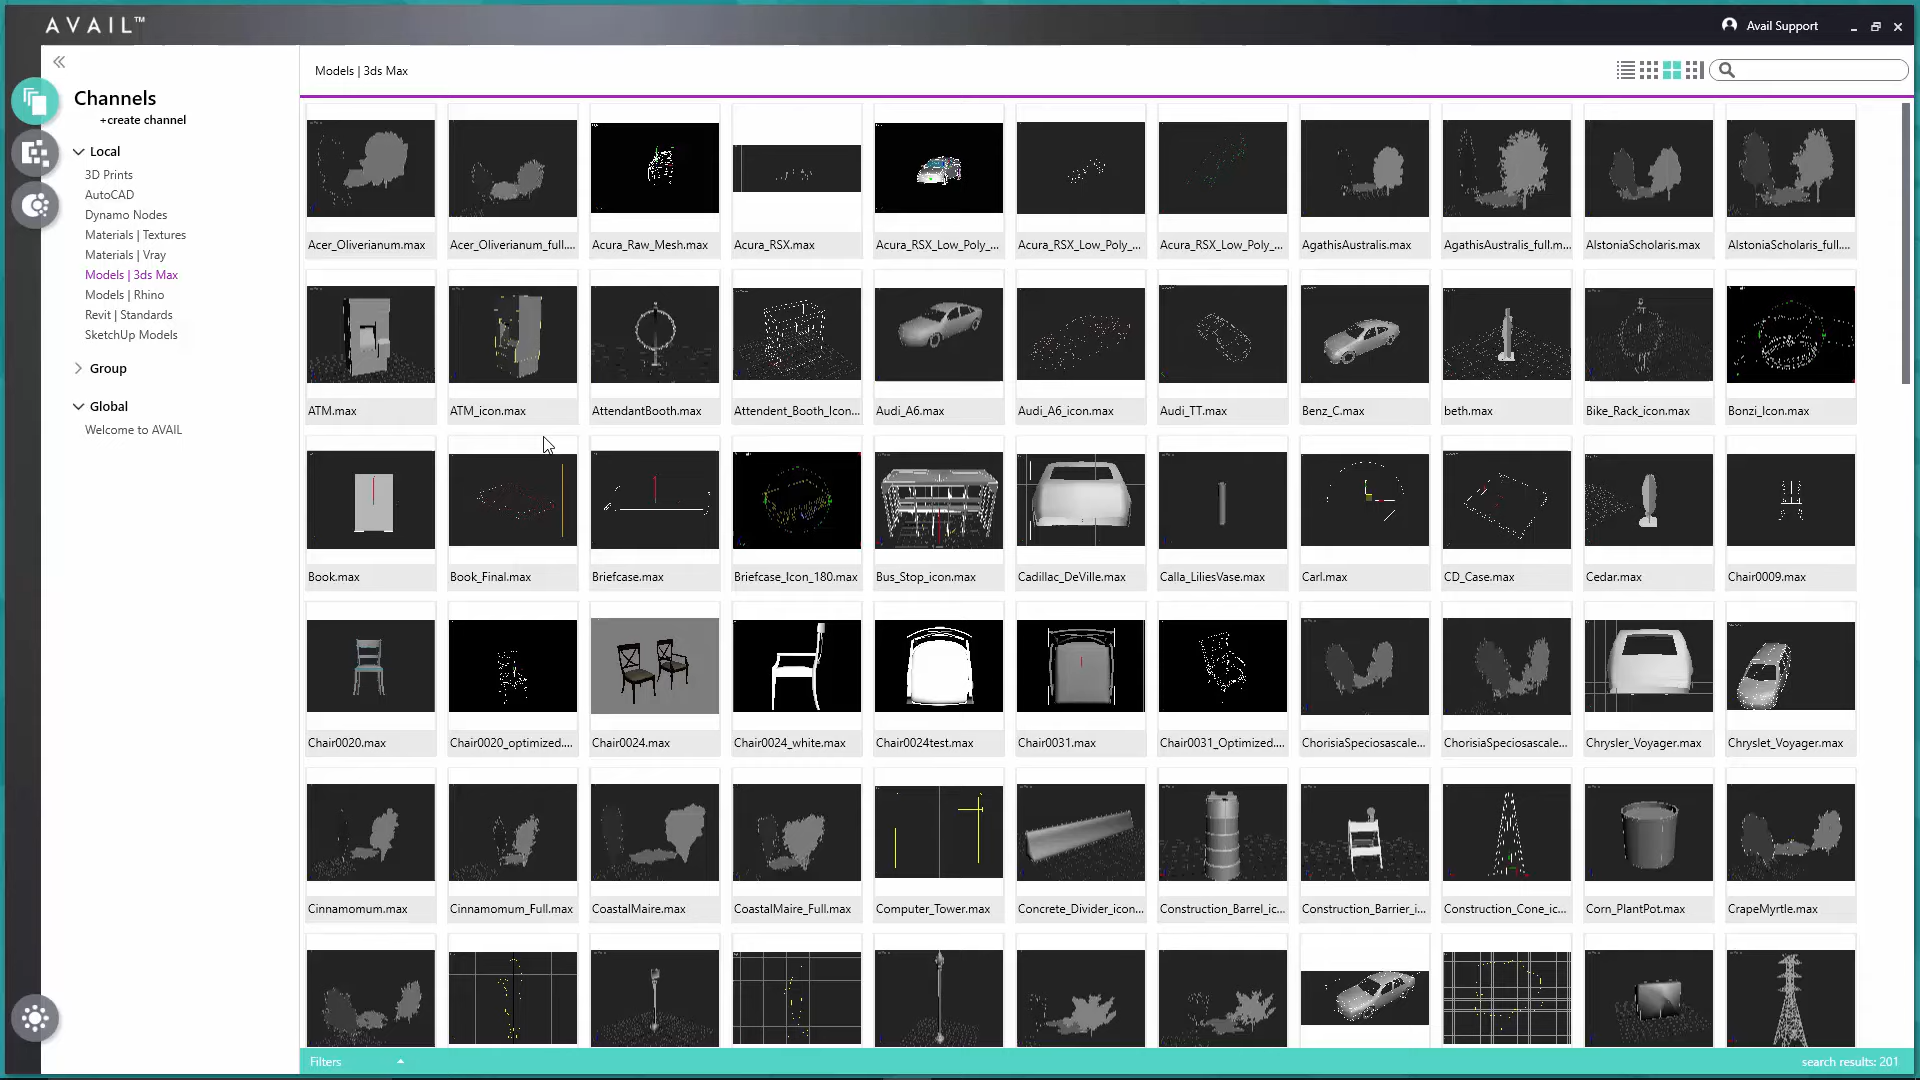 AVAIL™
Avail Support
Models | 3ds Max
Channels
+create channel
Local
3D Prints
AutoCAD
Dynamo Nodes
Materials | Textures
Materials | Vray
Models | 3ds Max
Models | Rhino
Revit | Standards
SketchUp Models
Group
Global
Welcome to AVAIL
Acer_Oliverianum.max
Acer_Oliverianum_full....
Acura_Raw_Mesh.max
Acura_RSX.max
Acura_RSX_Low_Poly_...
Acura_RSX_Low_Poly_...
Acura_RSX_Low_Poly_...
AgathisAustralis.max
AgathisAustralis_full.m...
AlstoniaScholaris.max
AlstoniaScholaris_full....
ATM.max
ATM_icon.max
AttendantBooth.max
Attendent_Booth_Icon...
Audi_A6.max
Audi_A6_icon.max
Audi_TT.max
Benz_C.max
beth.max
Bike_Rack_icon.max
Bonzi_Icon.max
Book.max
Book_Final.max
Briefcase.max
Briefcase_Icon_180.max
Bus_Stop_icon.max
Cadillac_DeVille.max
Calla_LiliesVase.max
Carl.max
CD_Case.max
Cedar.max
Chair0009.max
Chair0020.max
Chair0020_optimized....
Chair0024.max
Chair0024_white.max
Chair0024test.max
Chair0031.max
Chair0031_Optimized....
ChorisiaSpeciosascale...
ChorisiaSpeciosascale...
Chrysler_Voyager.max
Chryslet_Voyager.max
Cinnamomum.max
Cinnamomum_Full.max
CoastalMaire.max
CoastalMaire_Full.max
Computer_Tower.max
Concrete_Divider_icon...
Construction_Barrel_ic...
Construction_Barrier_i...
Construction_Cone_ic...
Corn_PlantPot.max
CrapeMyrtle.max
Filters
search results: 201